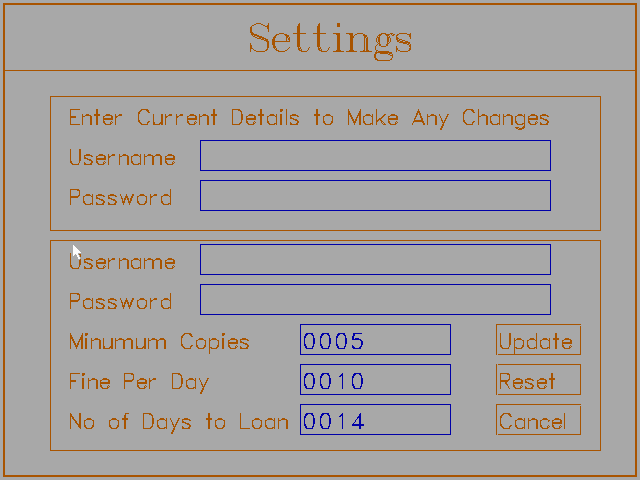 Settings
Enter Current Details to Make Any Changes
Username
Password
Username
Password
Minumum Copies 0005 Update
Fine Per Day 0010 Reset
No of Days to Loan 0014 Cancel